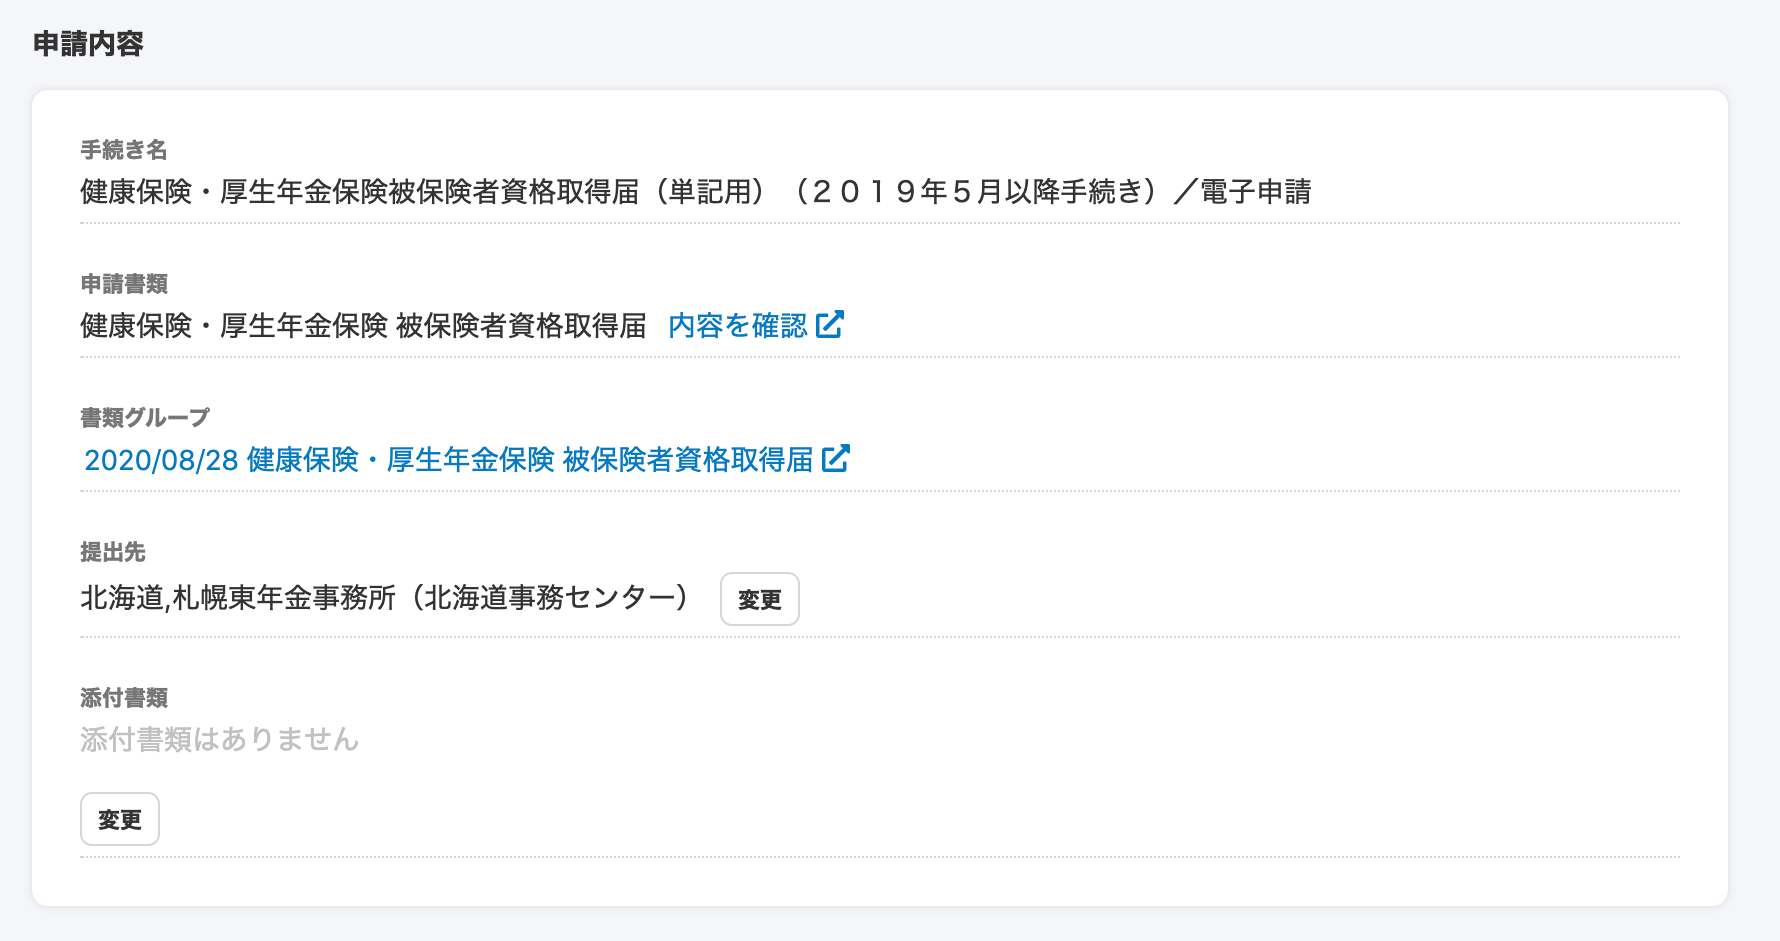 申請内容
手続き名
健康保険・厚生年金保険被保険者資格取得届（単記用）（２０１９年５月以降手続き）／電子申請
申請書類
健康保険・厚生年金保険 被保険者資格取得届 内容を確認
書類グループ
2020/08/28 健康保険・厚生年金保険 被保険者資格取得届
提出先
北海道,札幌東年金事務所（北海道事務センター） 変更
添付書類
添付書類はありません
変更